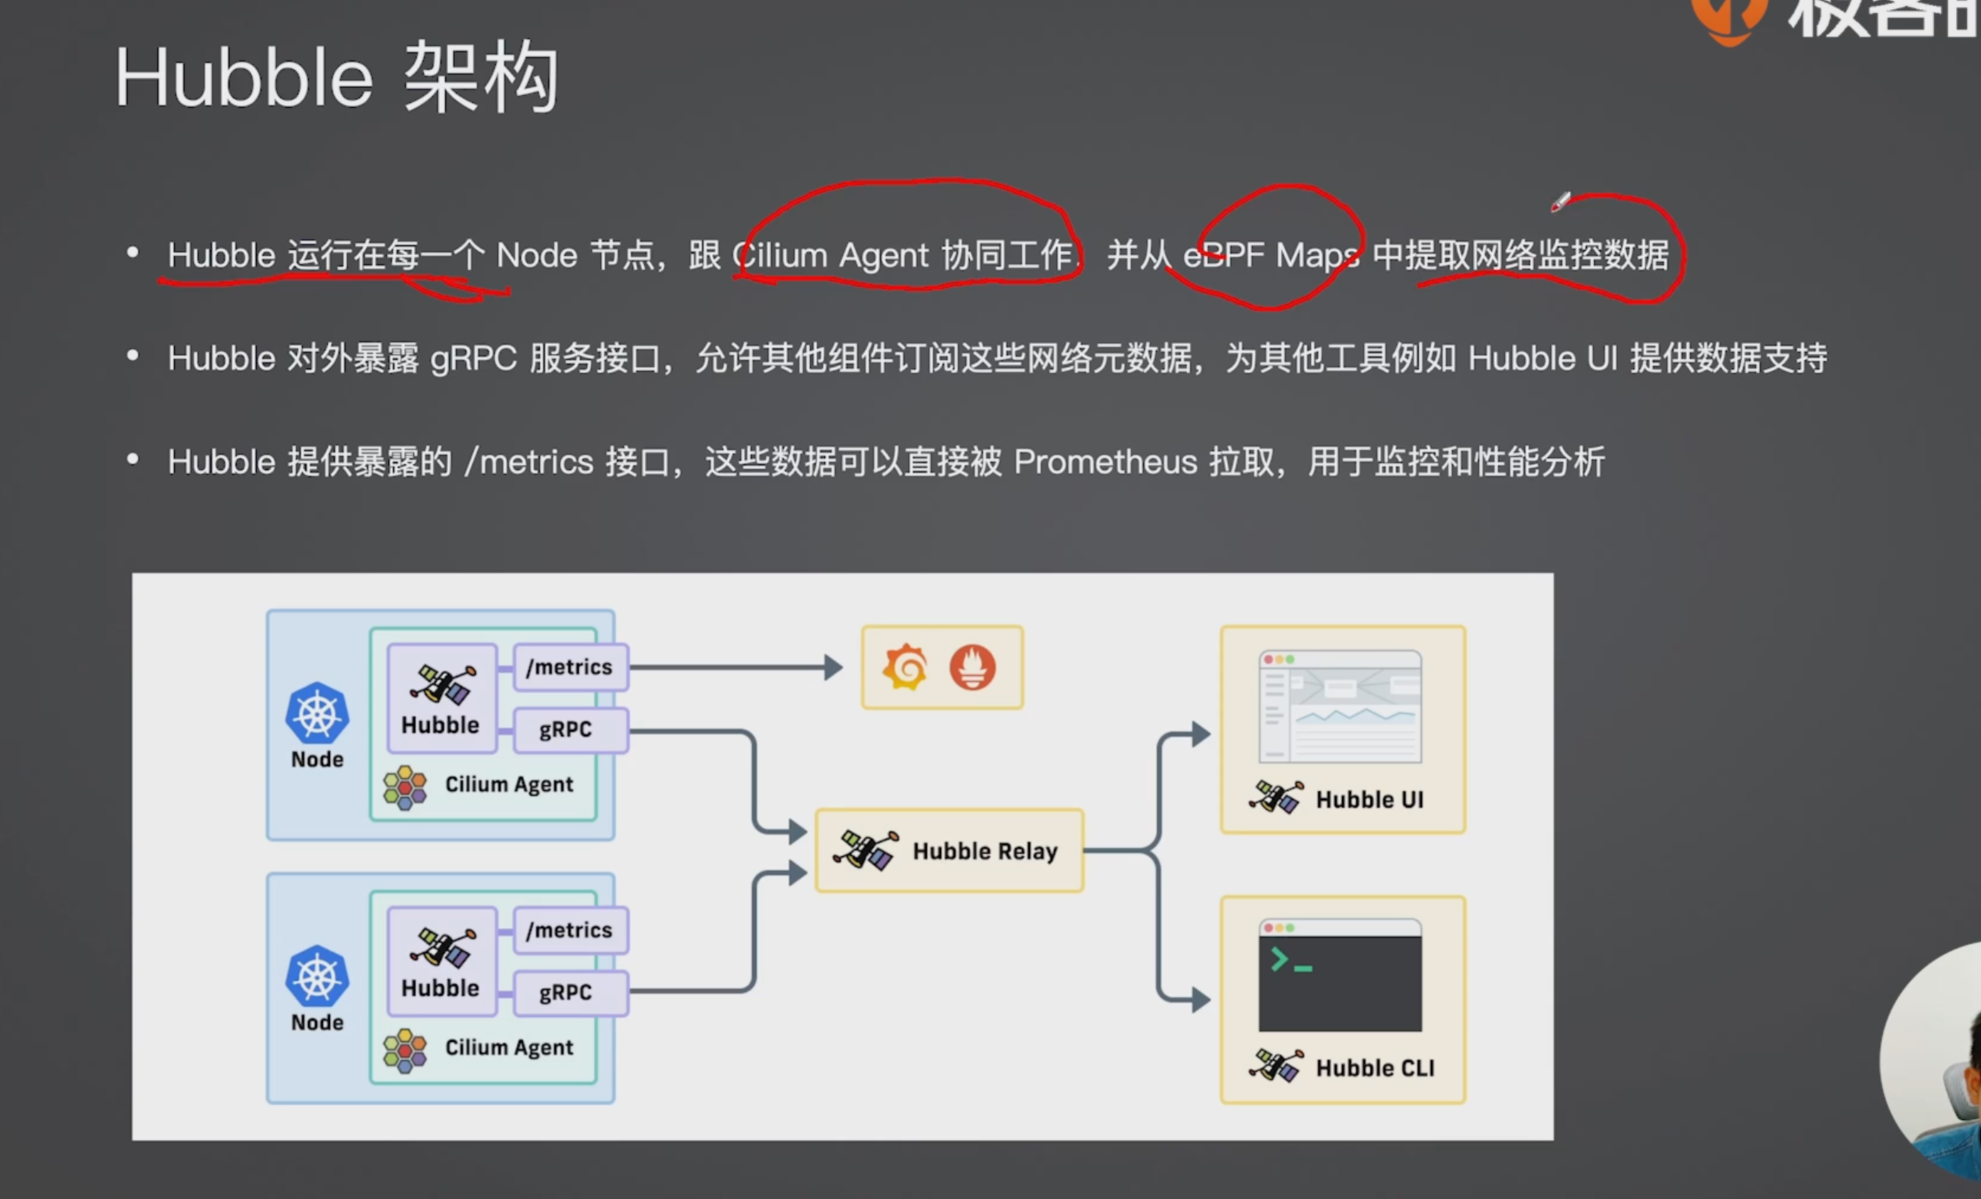 极客时
Hubble 架构
Hubble 运行在每一个 Node 节点，跟 Cilium Agent 协同工作，并从 eBPF Maps 中提取网络监控数据
Hubble 对外暴露 gRPC 服务接口，允许其他组件订阅这些网络元数据，为其他工具例如 Hubble UI 提供数据支持
Hubble 提供暴露的 /metrics 接口，这些数据可以直接被 Prometheus 拉取，用于监控和性能分析
/metrics
Hubble
gRPC
Node
Cilium Agent
Hubble UI
Hubble Relay
/metrics
Hubble
gRPC
Node
Cilium Agent
>_
Hubble CLI